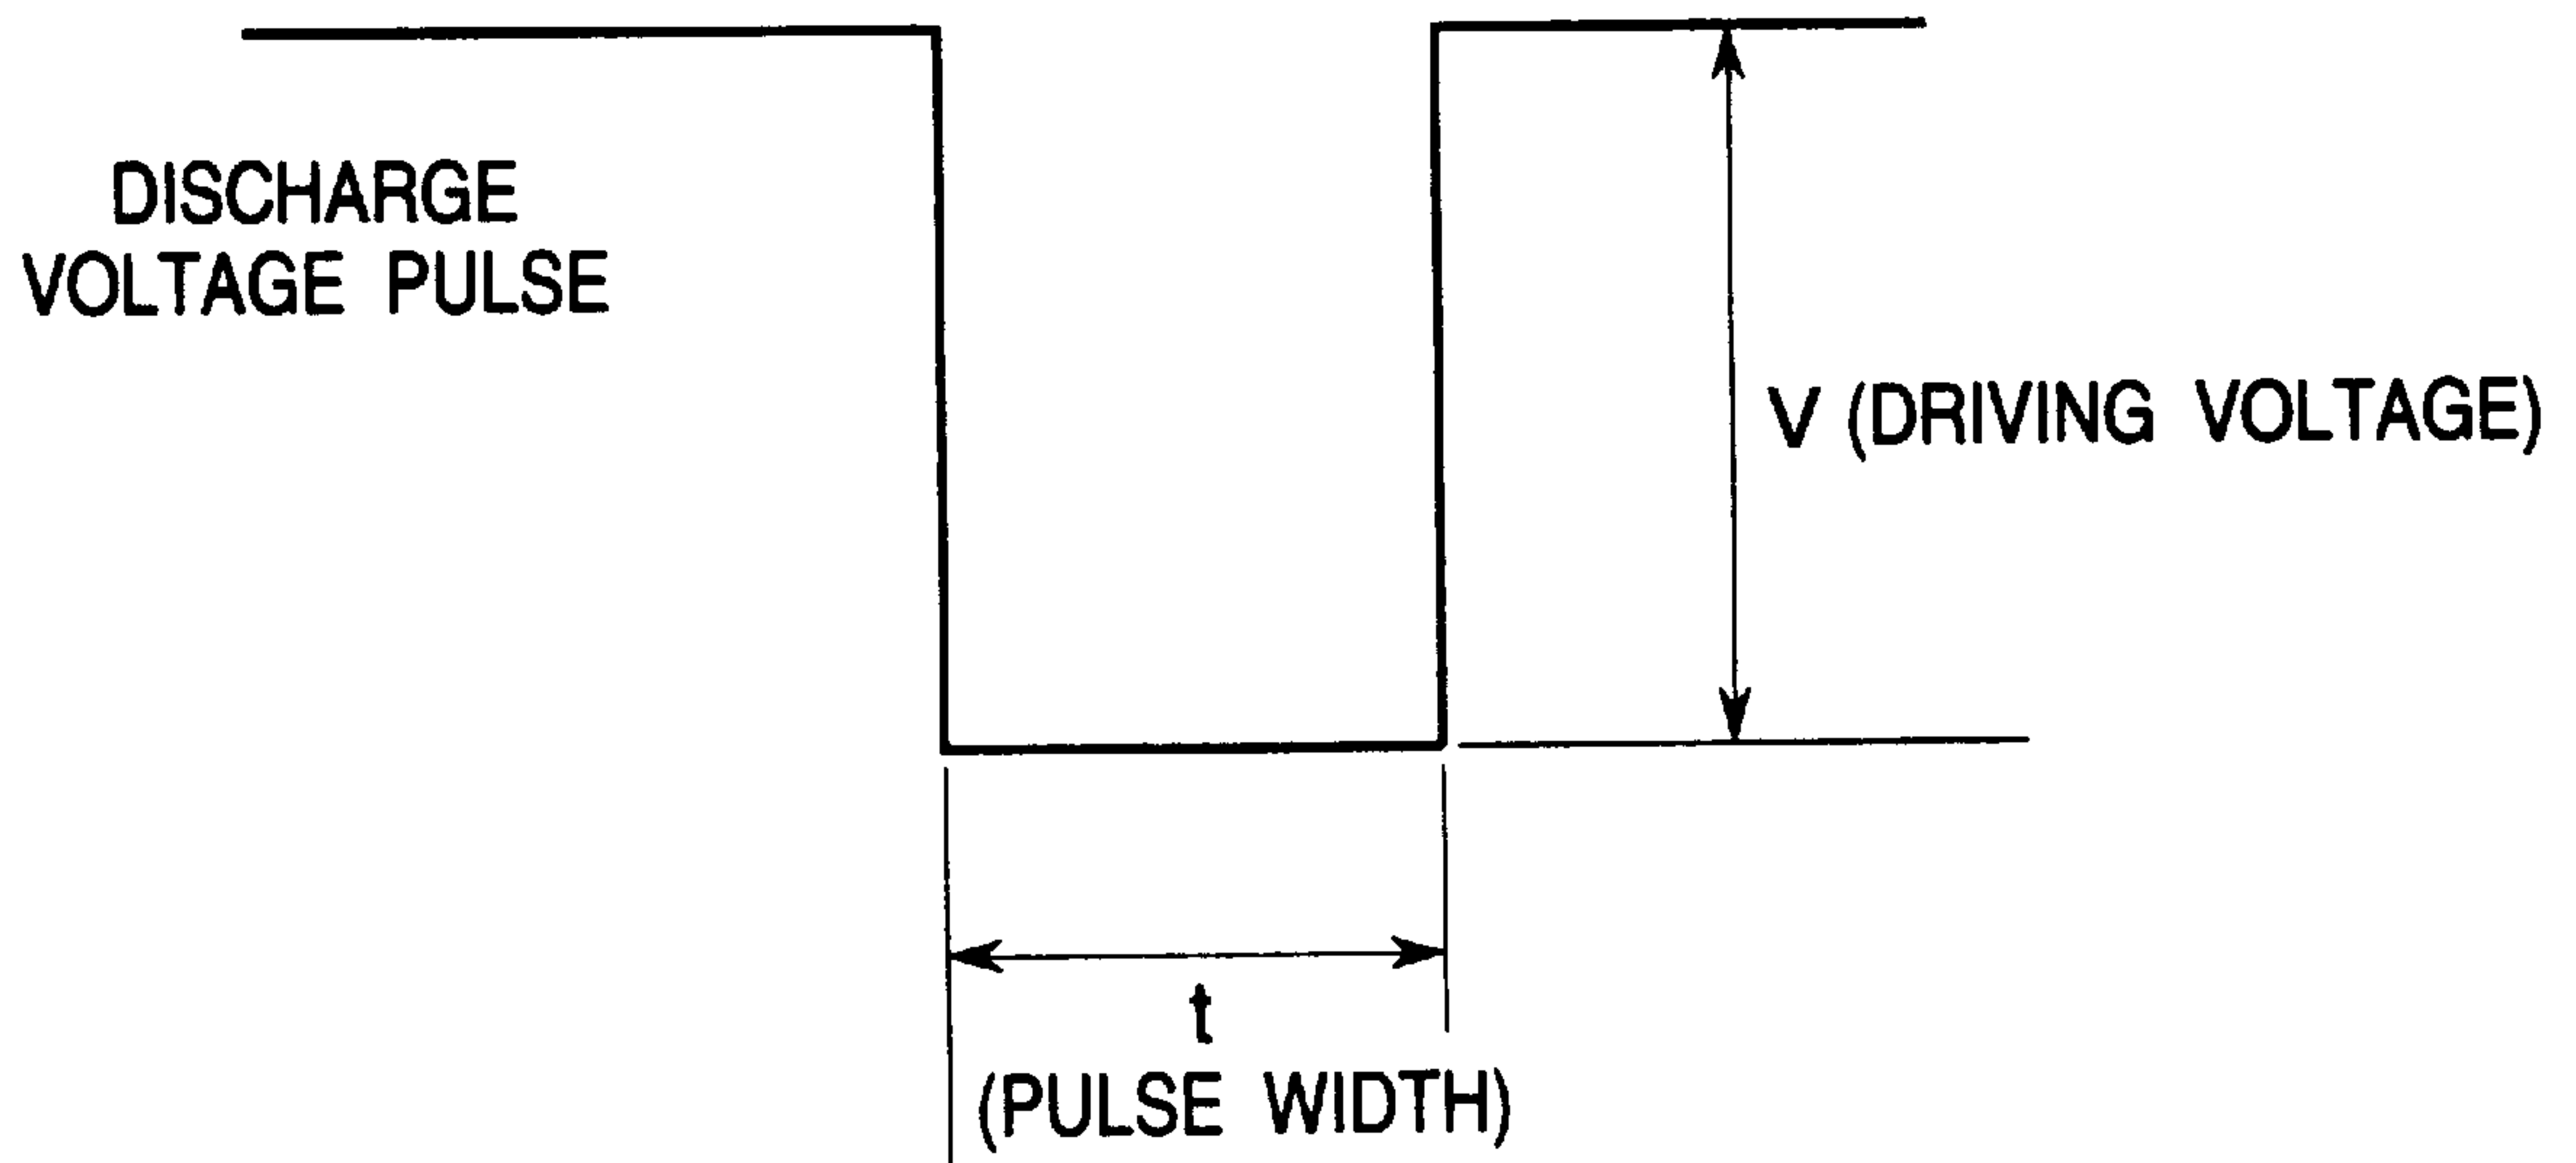 DISCHARGE
VOLTAGE PULSE
V (DRIVING VOLTAGE)
t
(PULSE WIDTH)